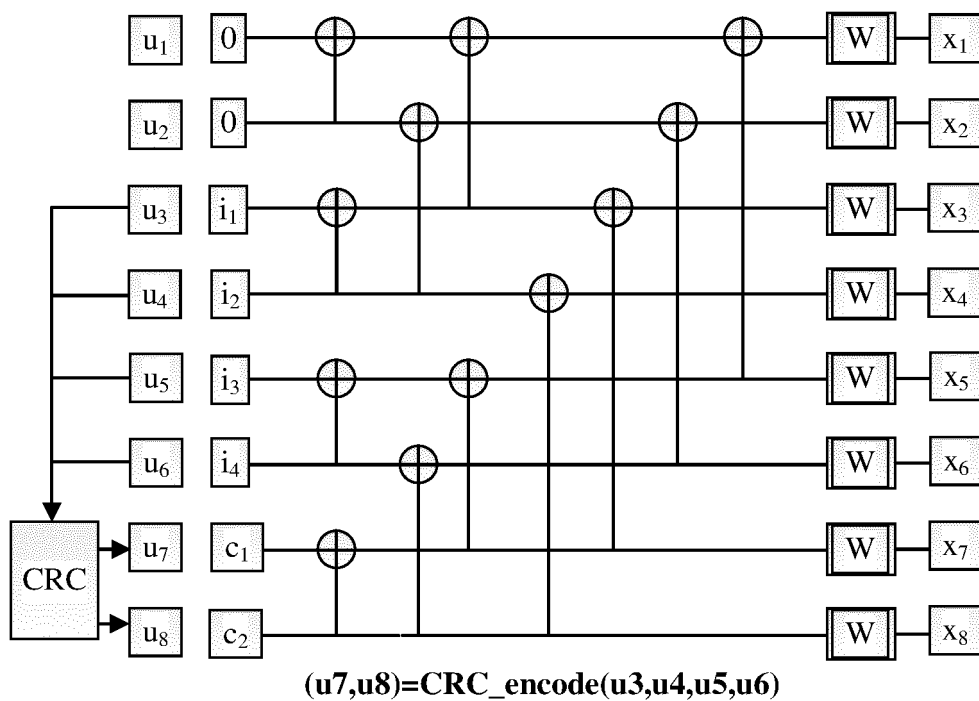 u1 0 W x1
u2 0 W x2
u3 i1 W x3
u4 i2 W x4
u5 i3 W x5
u6 i4 W x6
u7 c1 W x7
CRC
u8 c2 W x8
(u7,u8)=CRC_encode(u3,u4,u5,u6)